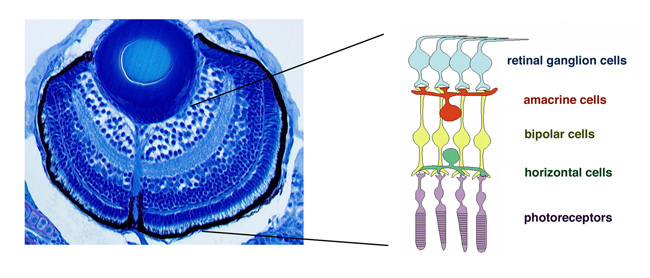 retinal ganglion cells
amacrine cells
bipolar cells
horizontal cells
photoreceptors